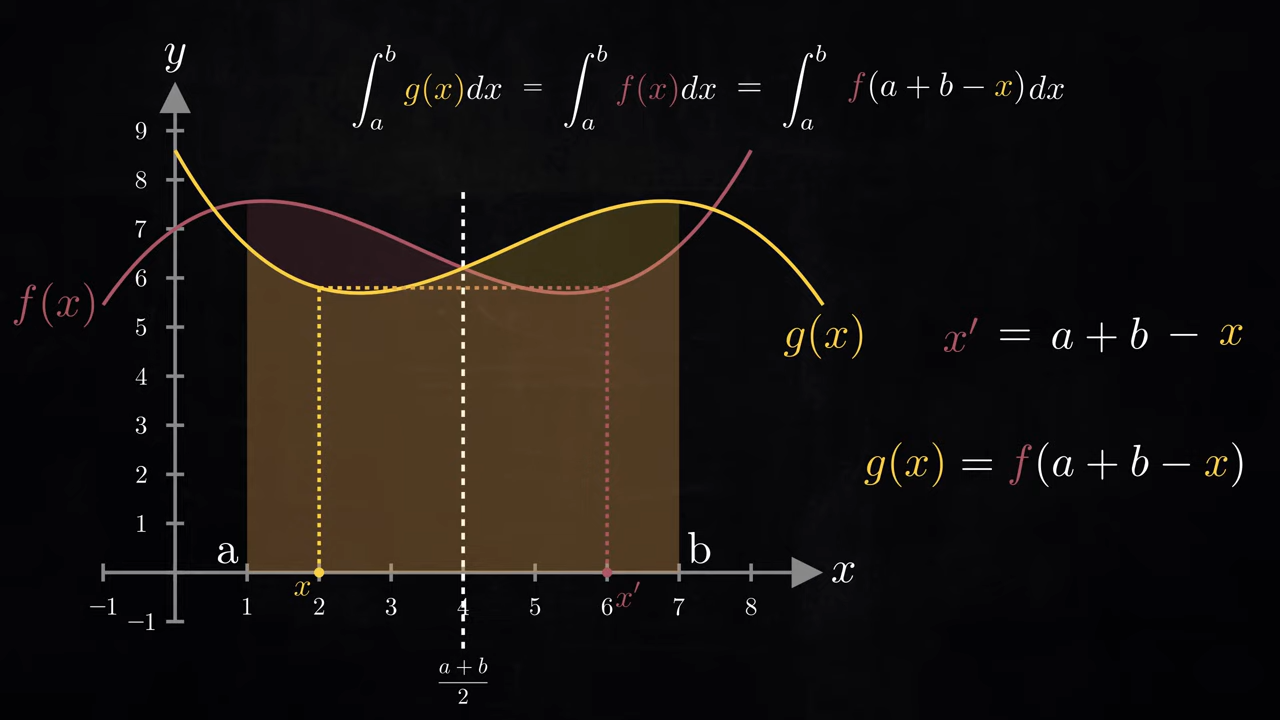 y
∫_a^b g(x)dx = ∫_a^b f(x)dx = ∫_a^b f(a + b − x)dx
9
8
7
6
f(x)
5
g(x)
x′ = a + b − x
4
3
g(x) = f(a + b − x)
2
1
a b
x
x x′
−1 1 2 3 4 5 6 7 8
−1
(a + b)/2